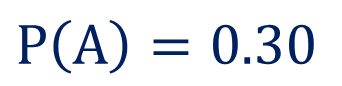 P(A) = 0.30